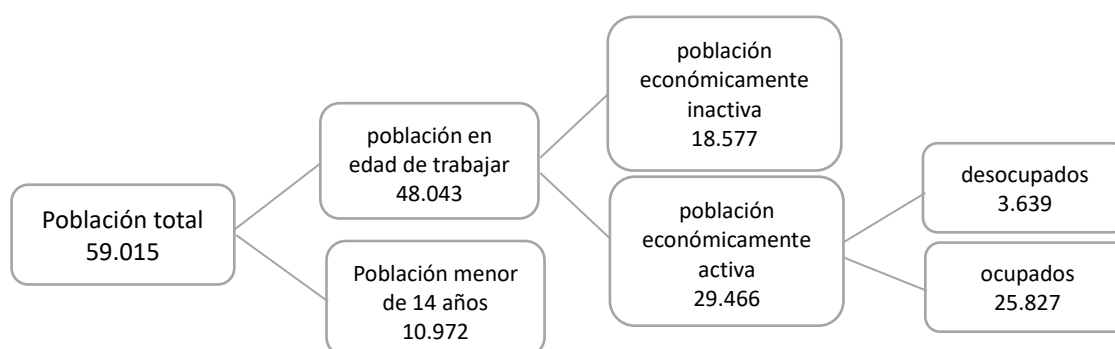 Población total
59.015
población en
edad de trabajar
48.043
Población menor
de 14 años
10.972
población
económicamente
inactiva
18.577
población
económicamente
activa
29.466
desocupados
3.639
ocupados
25.827